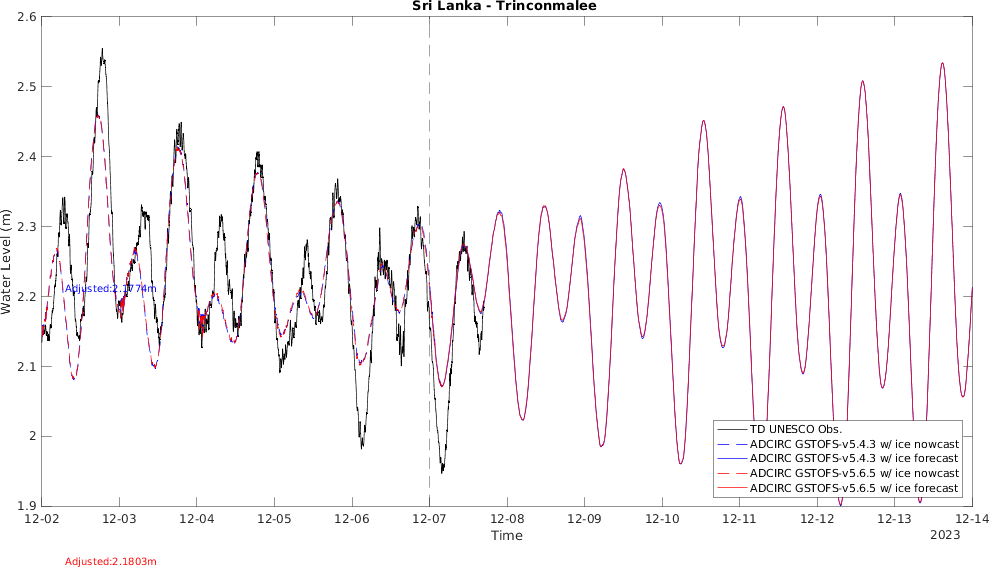 Sri Lanka - Trinconmalee
2.6
2.5
2.4
2.3
2.2
2.1
2
1.9
Water Level (m)
Adjusted:2.1774m
TD UNESCO Obs.
ADCIRC GSTOFS-v5.4.3 w/ ice nowcast
ADCIRC GSTOFS-v5.4.3 w/ ice forecast
ADCIRC GSTOFS-v5.6.5 w/ ice nowcast
ADCIRC GSTOFS-v5.6.5 w/ ice forecast
12-02 12-03 12-04 12-05 12-06 12-07 12-08 12-09 12-10 12-11 12-12 12-13 12-14
Time
2023
Adjusted:2.1803m